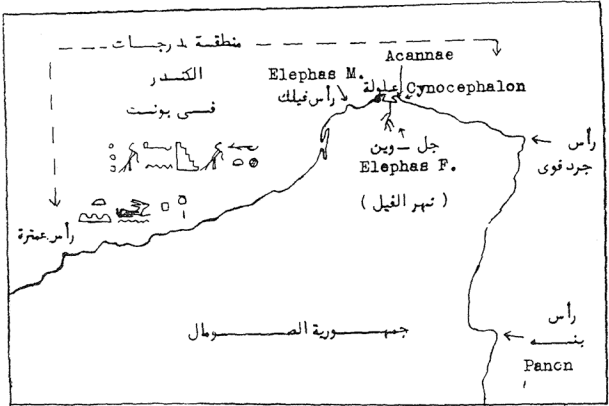 منطقة مدرجات
الكندر
فى بونت
Acannae
Elephas M.
علولة
Cynocephalon
رأس فيلك
جل وين
Elephas F.
( نهر الفيل )
رأس
جردفوى
رأس عنترة
جمهورية الصومال
رأس
بنه
Panon